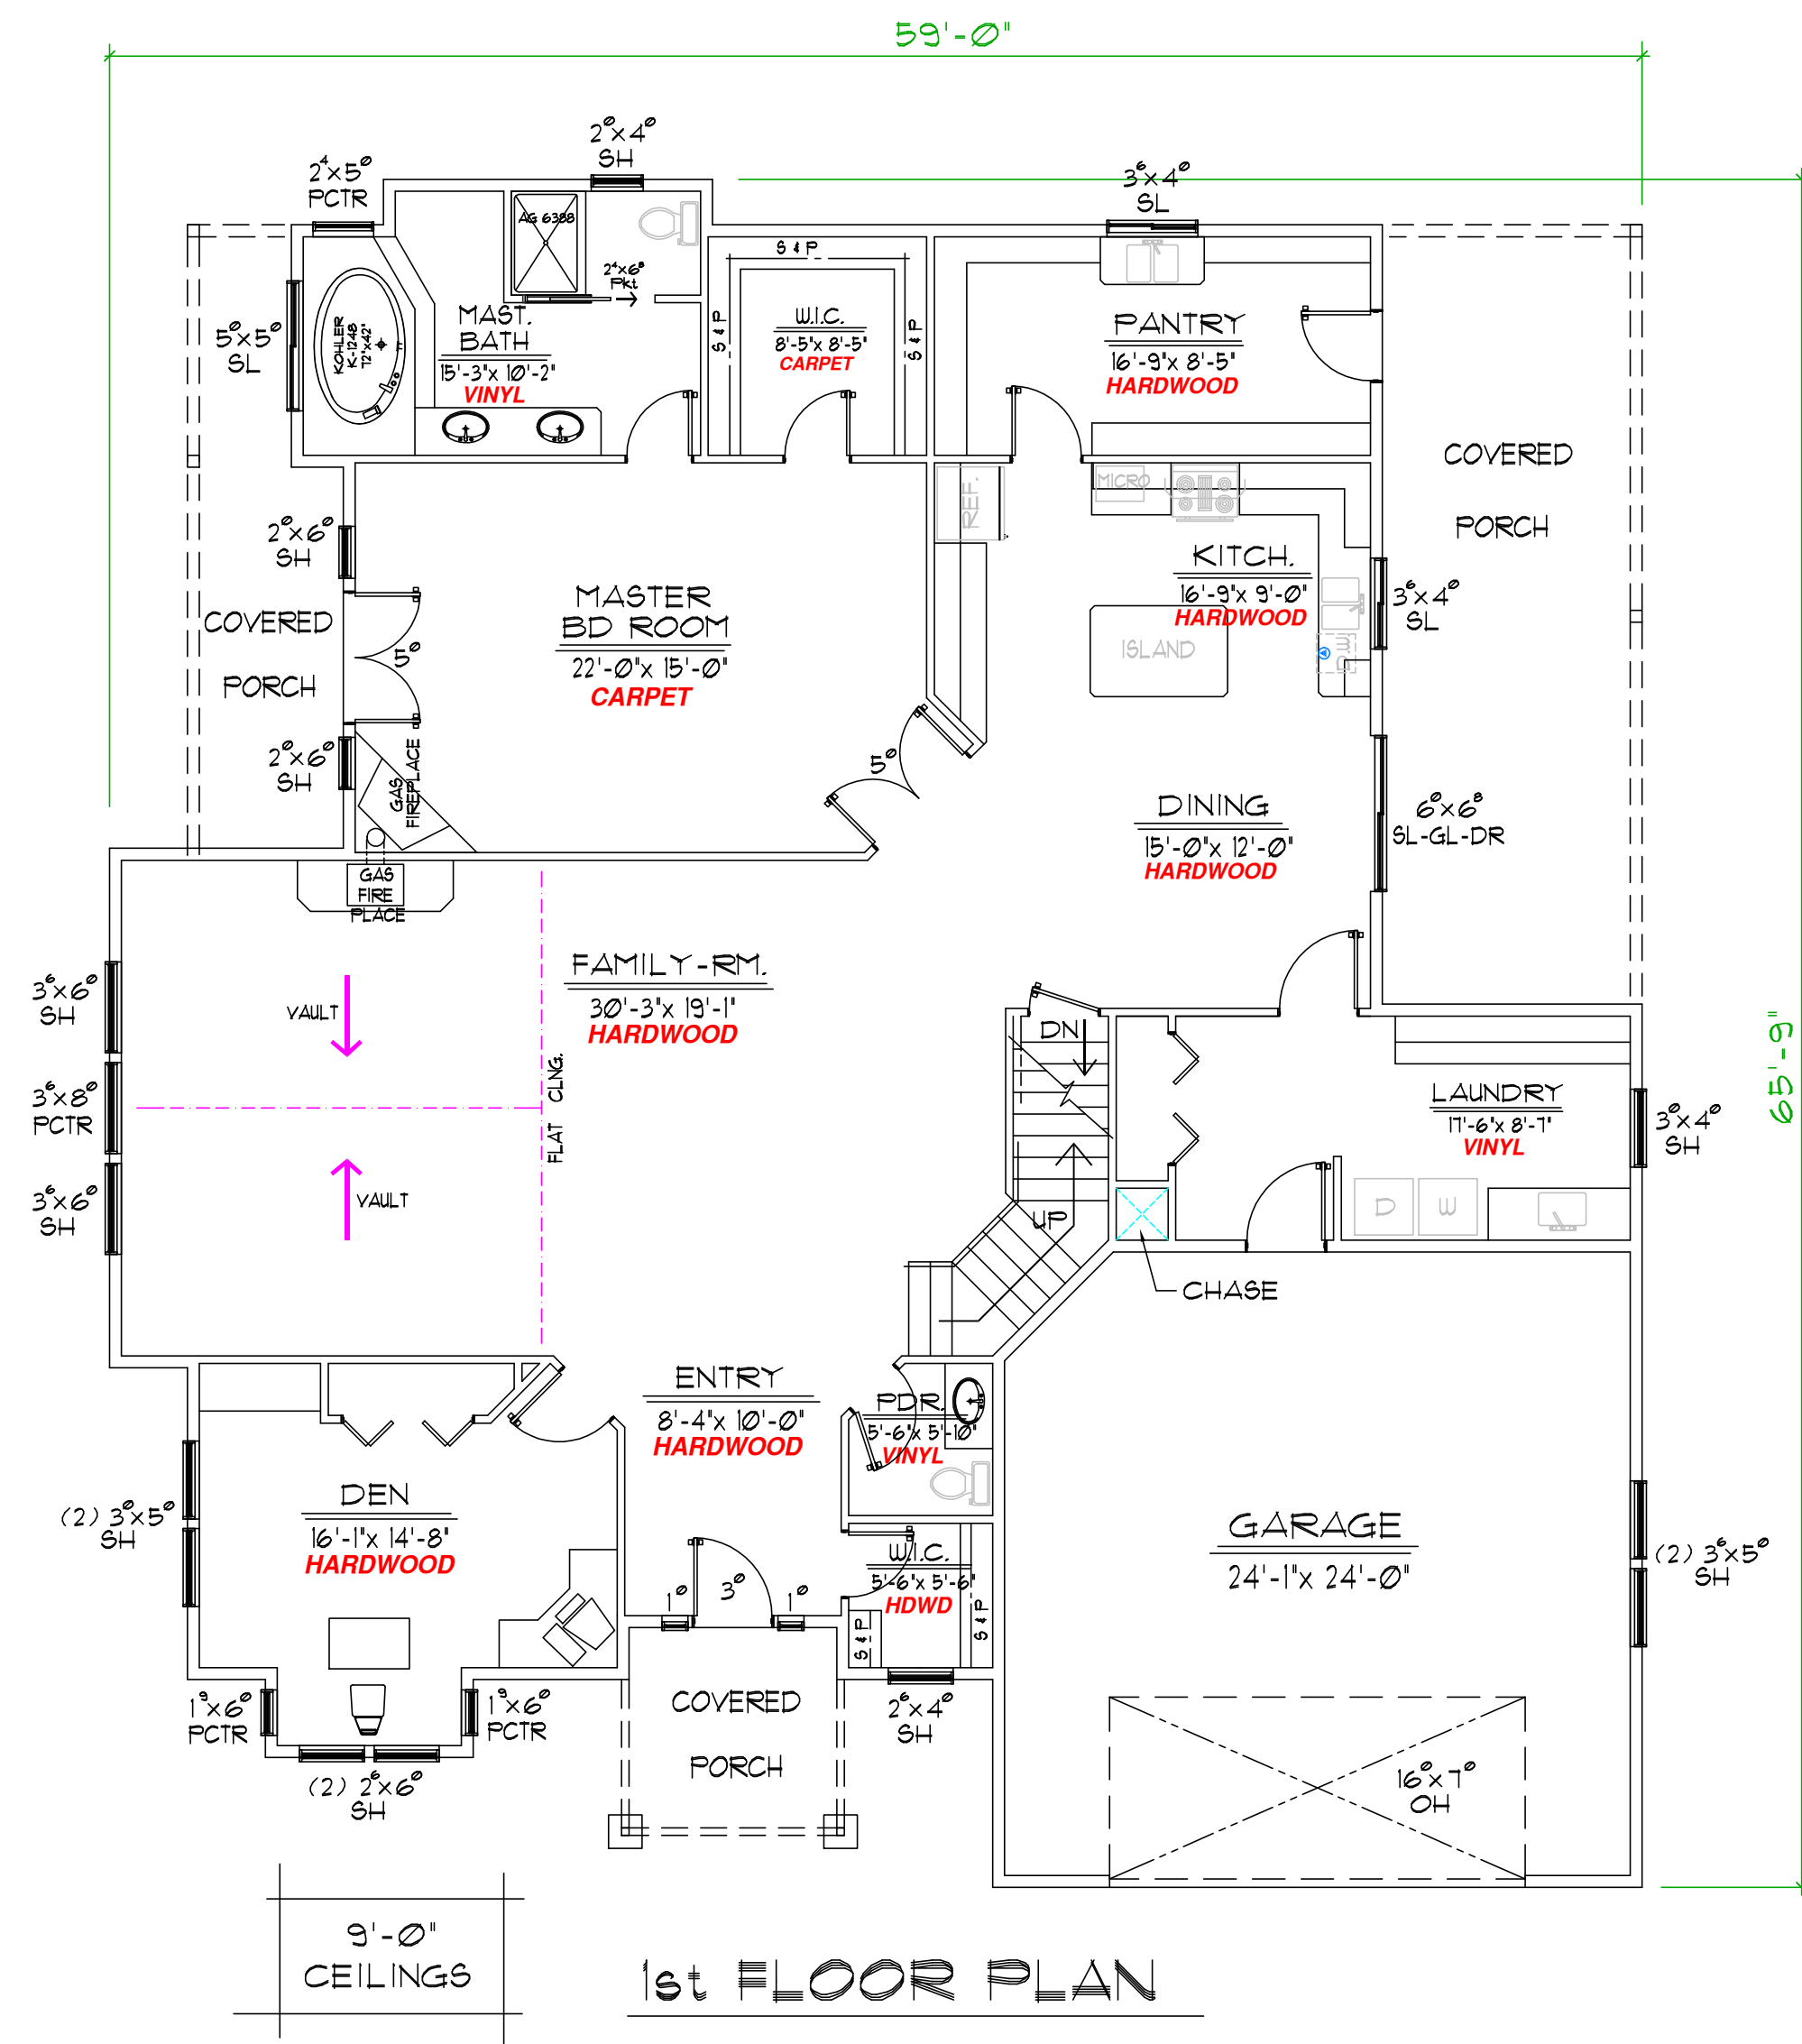 59'-0"
2⁰x4⁰
SH
2⁴x5⁰
PCTR
3⁶x4⁰
SL
AG 6388
S & P
2⁴x6⁸
Pkt
MAST.
BATH
15'-3"x 10'-2"
VINYL
KOHLER
K-1248
72"x42"
5⁰x5⁰
SL
S & P
W.I.C.
8'-5"x 8'-5"
CARPET
S & P
PANTRY
16'-9"x 8'-5"
HARDWOOD
COVERED
PORCH
REF.
MICRO
KITCH.
16'-9"x 9'-0"
HARDWOOD
ISLAND
3⁶x4⁰
SL
2⁰x6⁰
SH
COVERED
PORCH
5⁰
MASTER
BD ROOM
22'-0"x 15'-0"
CARPET
2⁰x6⁰
SH
GAS
FIREPLACE
5⁰
DINING
15'-0"x 12'-0"
HARDWOOD
6⁰x6⁸
SL-GL-DR
GAS
FIRE
PLACE
FAMILY-RM.
30'-3"x 19'-1"
HARDWOOD
3⁶x6⁰
SH
VAULT
3⁶x8⁰
PCTR
FLAT CLNG.
3⁶x6⁰
SH
VAULT
DN
UP
LAUNDRY
17'-6"x 8'-7"
VINYL
D
W
3⁰x4⁰
SH
65'-9"
CHASE
ENTRY
8'-4"x 10'-0"
HARDWOOD
PDR.
5'-6"x 5'-10"
VINYL
DEN
16'-1"x 14'-8"
HARDWOOD
(2) 3⁰x5⁰
SH
GARAGE
24'-1"x 24'-0"
(2) 3⁶x5⁰
SH
W.I.C.
5'-6"x 5'-6"
HDWD
1⁰
3⁰
1⁰
S & P
S & P
1⁹x6⁰
PCTR
1⁹x6⁰
PCTR
(2) 2⁶x6⁰
SH
COVERED
PORCH
2⁶x4⁰
SH
16⁰x7⁰
OH
9'-0"
CEILINGS
1st FLOOR PLAN